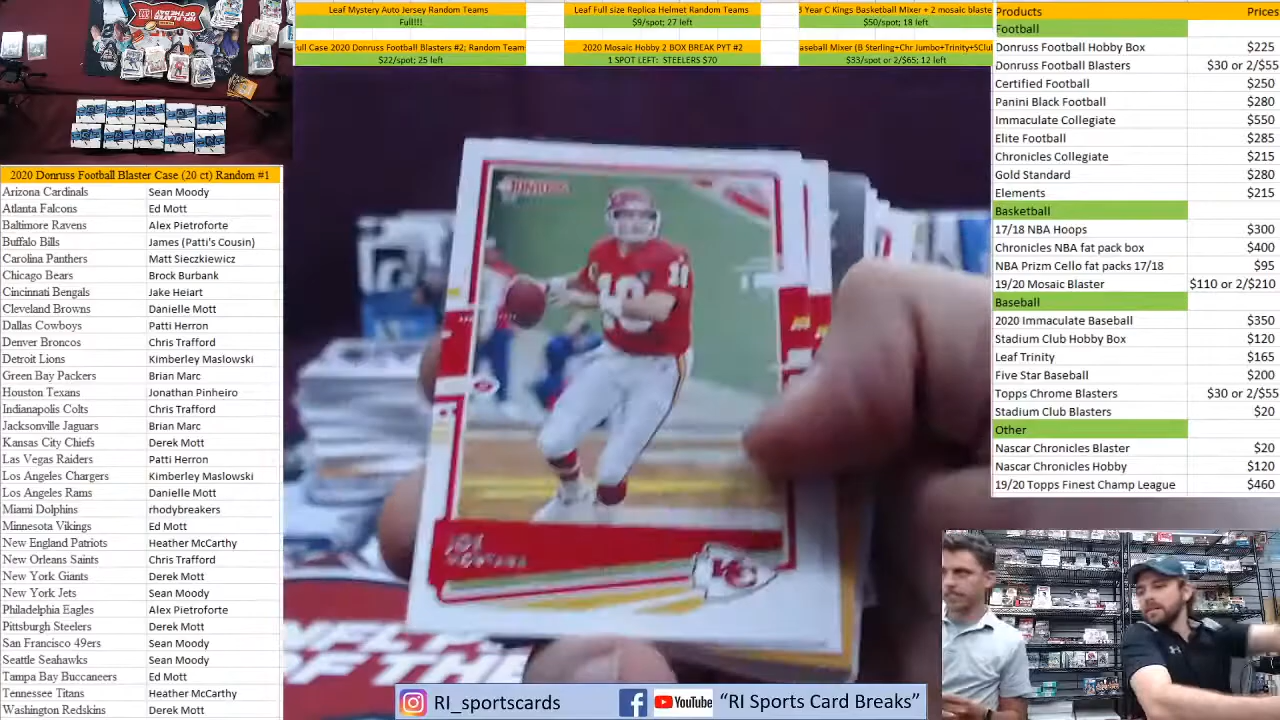 Leaf Mystery Auto Jersey Random Teams
Full!!!
Leaf Full size Replica Helmet Random Teams
$9/spot; 27 left
3 Year C Kings Basketball Mixer + 2 mosaic blaste
$50/spot; 18 left
ull Case 2020 Donruss Football Blasters #2; Random Team
$22/spot; 25 left
2020 Mosaic Hobby 2 BOX BREAK PYT #2
1 SPOT LEFT: STEELERS $70
aseball Mixer (B Sterling+Chr Jumbo+Trinity+SClub
$33/spot or 2/$65; 12 left
Products Prices
Football
Donruss Football Hobby Box $225
Donruss Football Blasters $30 or 2/$55
Certified Football $250
Panini Black Football $280
Immaculate Collegiate $550
Elite Football $285
Chronicles Collegiate $215
Gold Standard $280
Elements $215
Basketball
17/18 NBA Hoops $300
Chronicles NBA fat pack box $400
NBA Prizm Cello fat packs 17/18 $95
19/20 Mosaic Blaster $110 or 2/$210
Baseball
2020 Immaculate Baseball $350
Stadium Club Hobby Box $120
Leaf Trinity $165
Five Star Baseball $200
Topps Chrome Blasters $30 or 2/$55
Stadium Club Blasters $20
Other
Nascar Chronicles Blaster $20
Nascar Chronicles Hobby $120
19/20 Topps Finest Champ League $460
2020 Donruss Football Blaster Case (20 ct) Random #1
Arizona Cardinals Sean Moody
Atlanta Falcons Ed Mott
Baltimore Ravens Alex Pietroforte
Buffalo Bills James (Patti's Cousin)
Carolina Panthers Matt Sieczkiewicz
Chicago Bears Brock Burbank
Cincinnati Bengals Jake Heiart
Cleveland Browns Danielle Mott
Dallas Cowboys Patti Herron
Denver Broncos Chris Trafford
Detroit Lions Kimberley Maslowski
Green Bay Packers Brian Marc
Houston Texans Jonathan Pinheiro
Indianapolis Colts Chris Trafford
Jacksonville Jaguars Brian Marc
Kansas City Chiefs Derek Mott
Las Vegas Raiders Patti Herron
Los Angeles Chargers Kimberley Maslowski
Los Angeles Rams Danielle Mott
Miami Dolphins rhodybreakers
Minnesota Vikings Ed Mott
New England Patriots Heather McCarthy
New Orleans Saints Chris Trafford
New York Giants Derek Mott
New York Jets Sean Moody
Philadelphia Eagles Alex Pietroforte
Pittsburgh Steelers Derek Mott
San Francisco 49ers Sean Moody
Seattle Seahawks Sean Moody
Tampa Bay Buccaneers Ed Mott
Tennessee Titans Heather McCarthy
Washington Redskins Derek Mott
DONRUSS
19
JOE
MONTANA
KC
RI_sportscards
YouTube
"RI Sports Card Breaks"